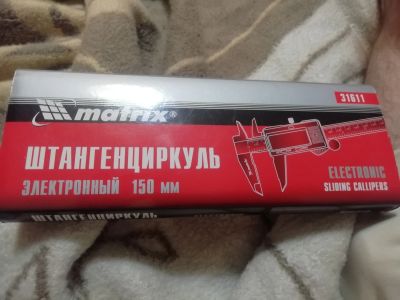 31611
matrix®
ШТАНГЕНЦИРКУЛЬ
ЭЛЕКТРОННЫЙ 150 мм
ELECTRONIC
SLIDING CALLIPERS
ШТАНГЕНЦИРКУЛЬ